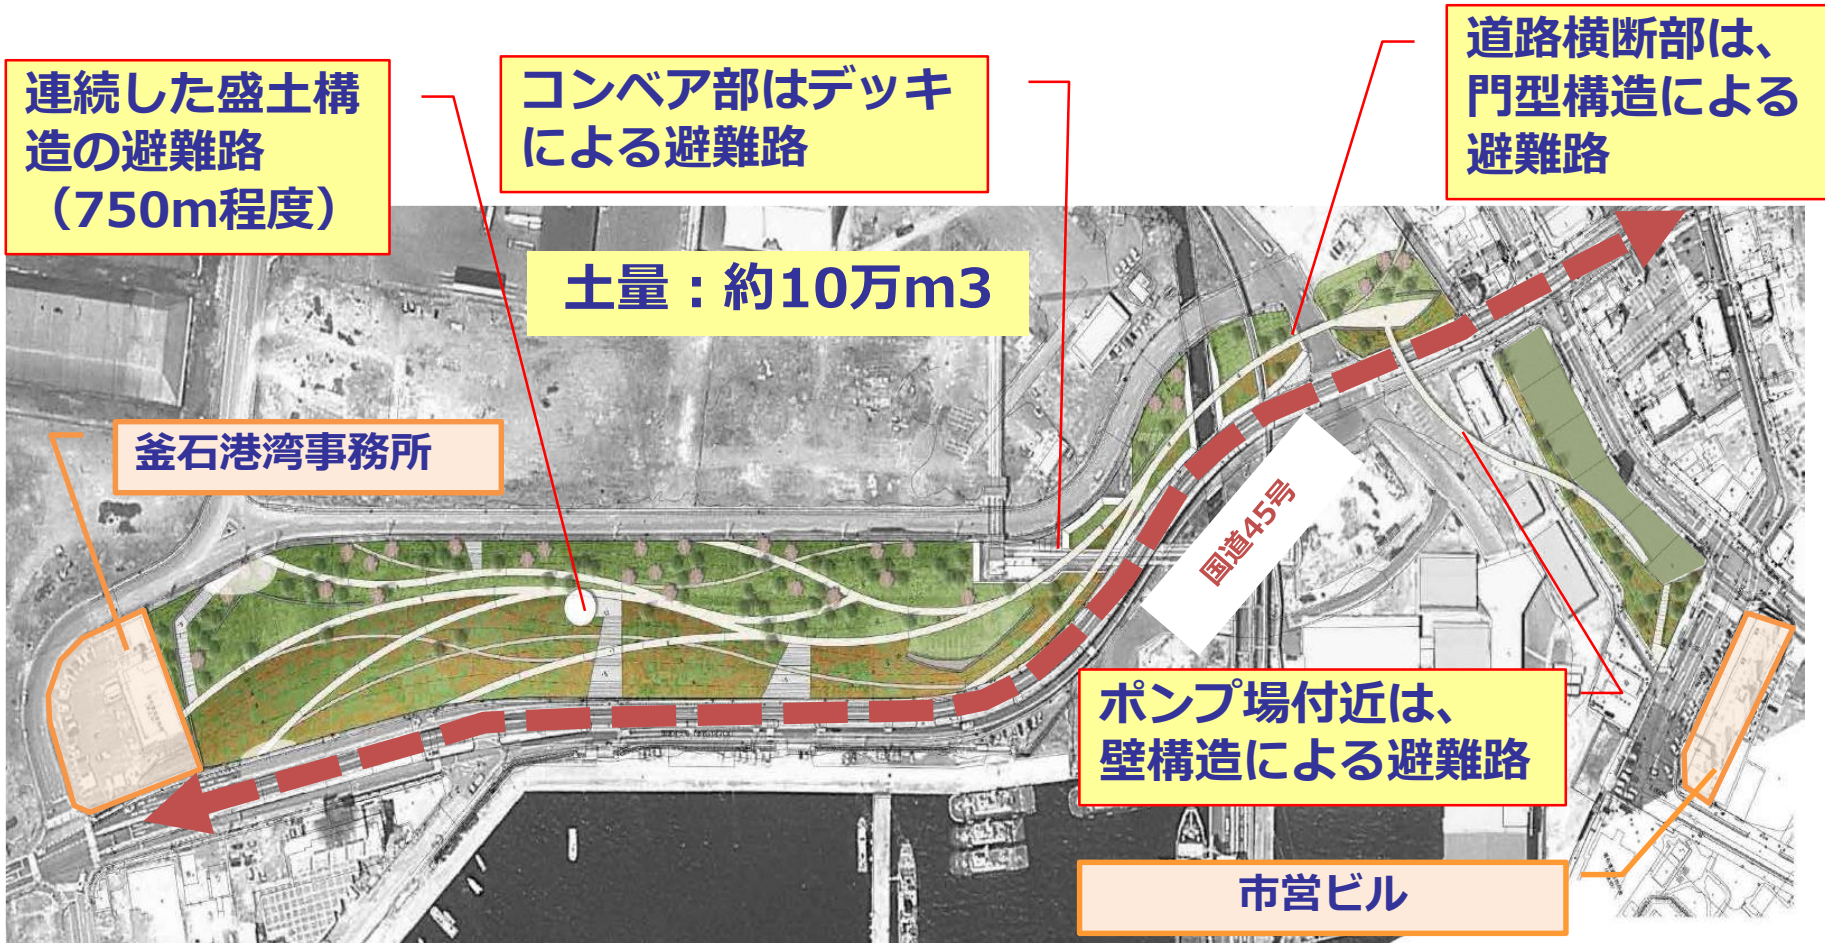 連続した盛土構
造の避難路
（750m程度）
コンベア部はデッキ
による避難路
道路横断部は、
門型構造による
避難路
土量：約10万m3
釜石港湾事務所
国道45号
ポンプ場付近は、
壁構造による避難路
市営ビル